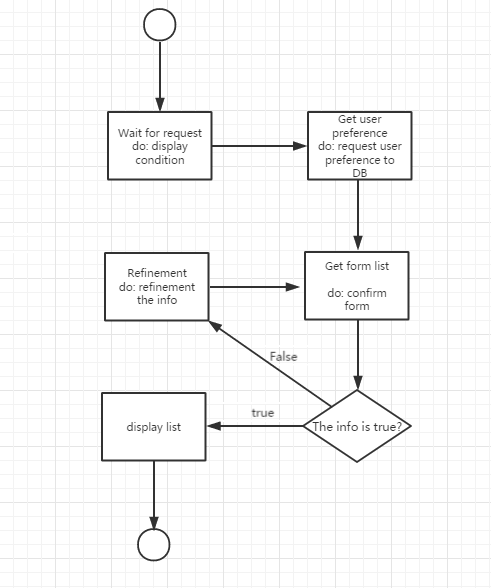 Wait for request
do: display
condition
Get user
preference
do: request user
preference to
DB
Refinement
do: refinement
the info
Get form list
do: confirm
form
False
true
display list
The info is true?